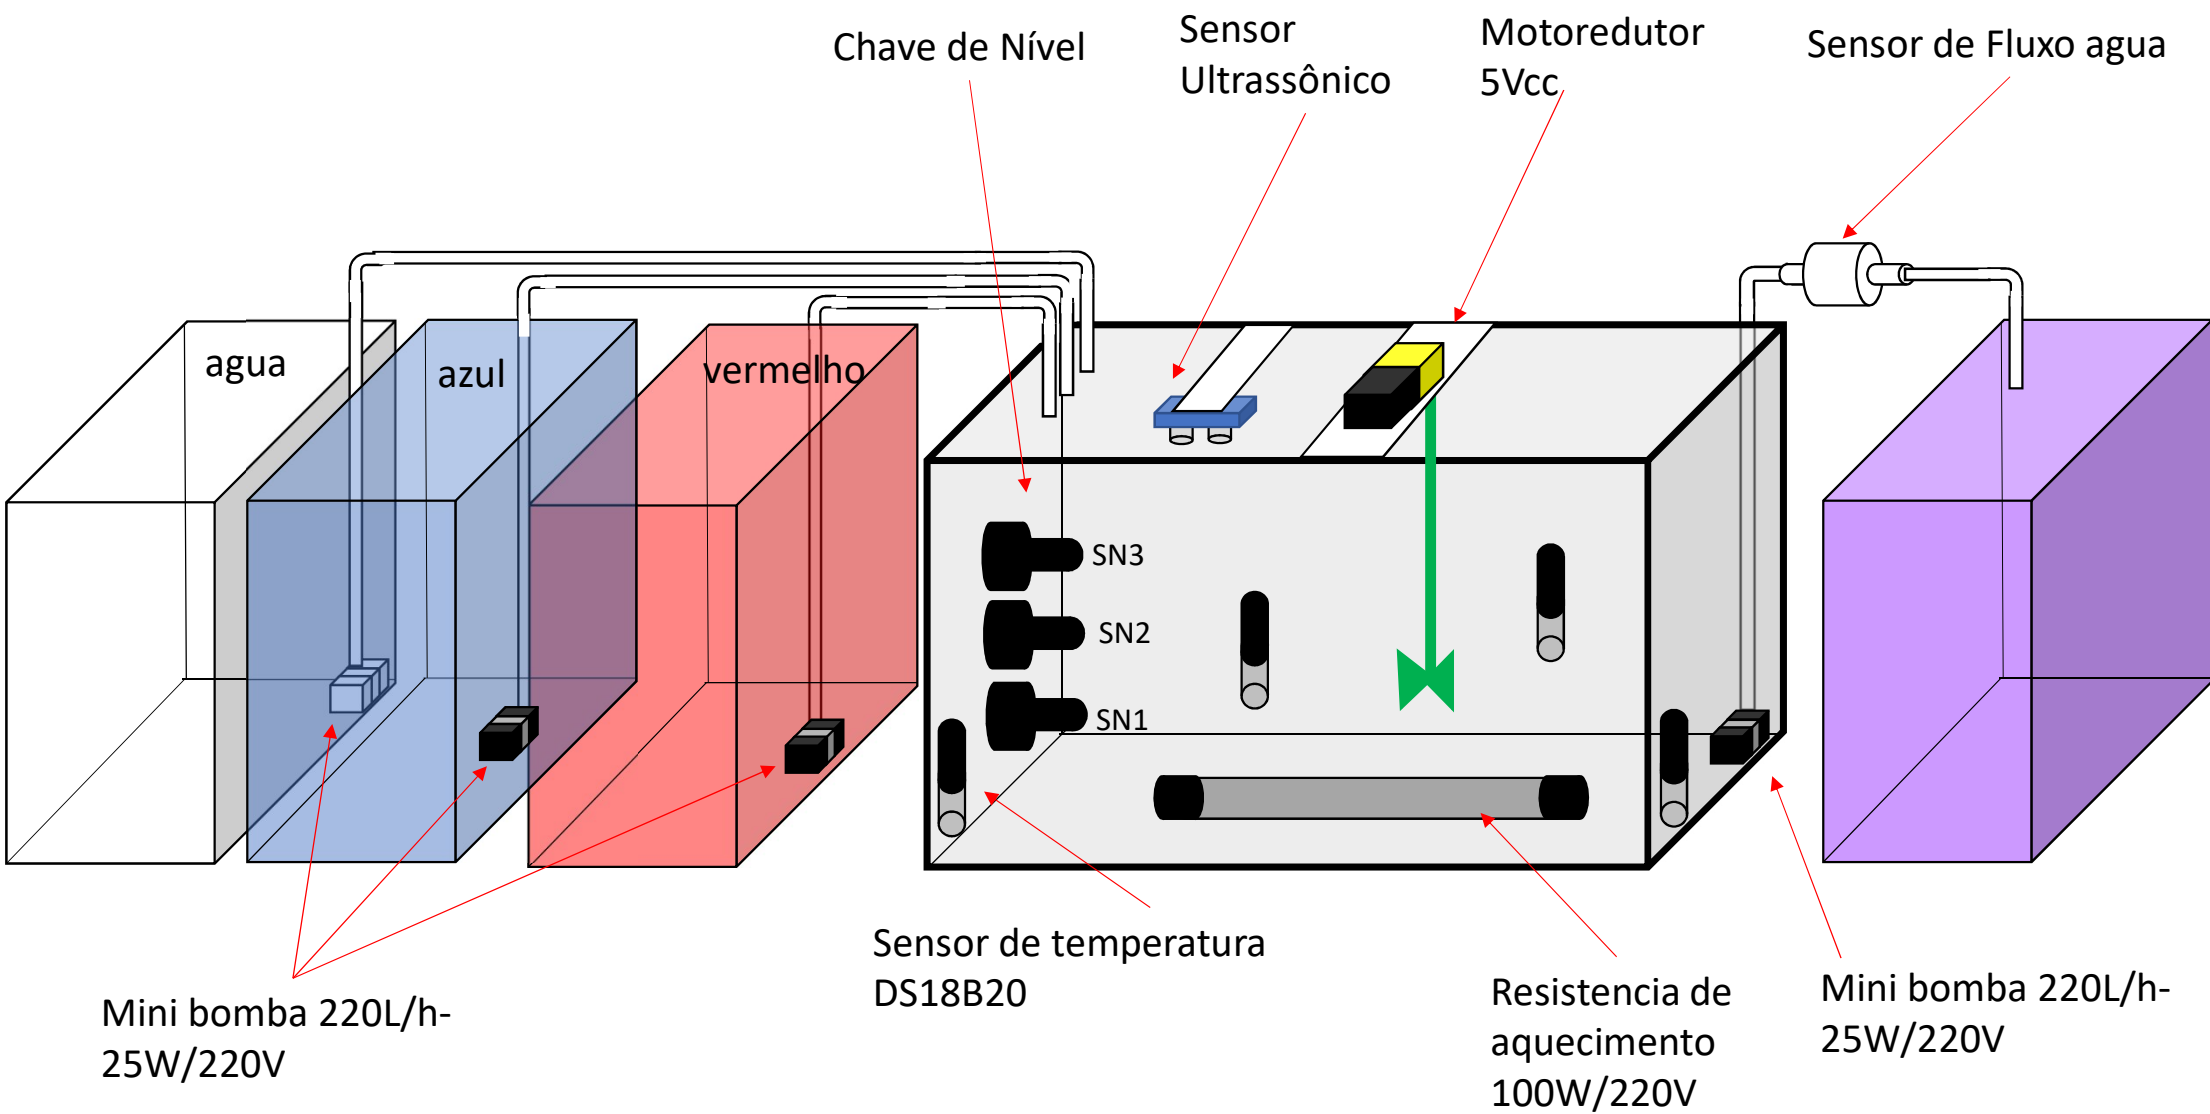 Chave de Nível
Sensor
Ultrassônico
Motoredutor
5Vcc
Sensor de Fluxo agua
agua
azul
vermelho
SN3
SN2
SN1
Sensor de temperatura
DS18B20
Mini bomba 220L/h-
25W/220V
Resistencia de
aquecimento
100W/220V
Mini bomba 220L/h-
25W/220V